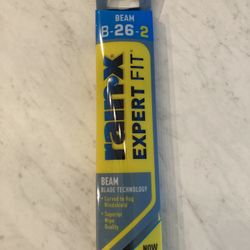 BEAM
B-26-2
rain-x
EXPERT FIT
BEAM
BLADE TECHNOLOGY
• Curved to Hug
Windshield
• Superior
Wipe
Quality
NOW